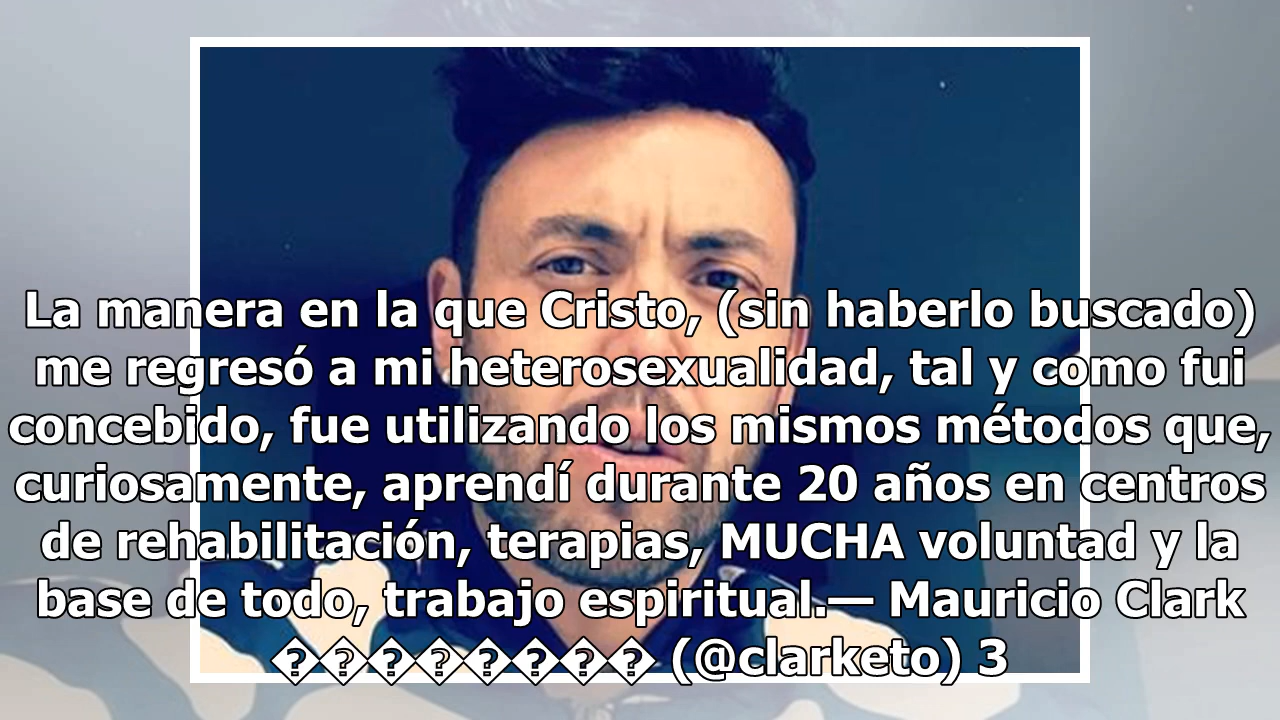 La manera en la que Cristo, (sin haberlo buscado)
me regresó a mi heterosexualidad, tal y como fui
concebido, fue utilizando los mismos métodos que,
curiosamente, aprendí durante 20 años en centros
de rehabilitación, terapias, MUCHA voluntad y la
base de todo, trabajo espiritual.— Mauricio Clark
��������� (@clarketo) 3